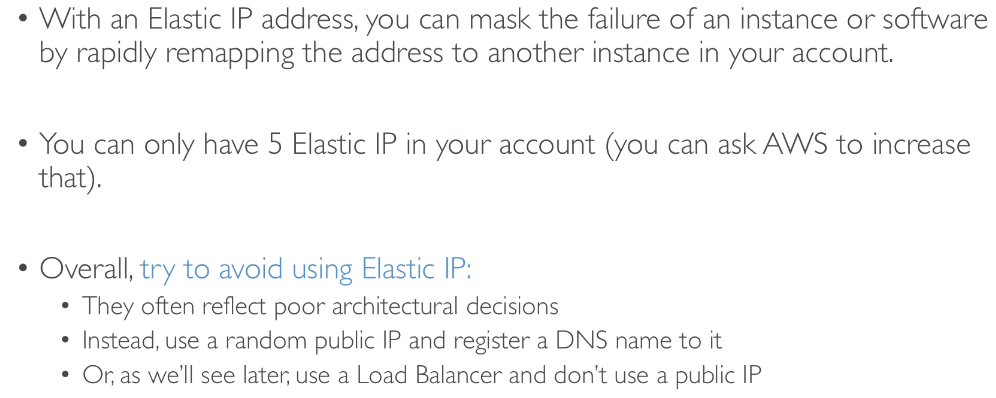 • With an Elastic IP address, you can mask the failure of an instance or software
by rapidly remapping the address to another instance in your account.
• You can only have 5 Elastic IP in your account (you can ask AWS to increase
that).
• Overall, try to avoid using Elastic IP:
• They often reflect poor architectural decisions
• Instead, use a random public IP and register a DNS name to it
• Or, as we’ll see later, use a Load Balancer and don’t use a public IP